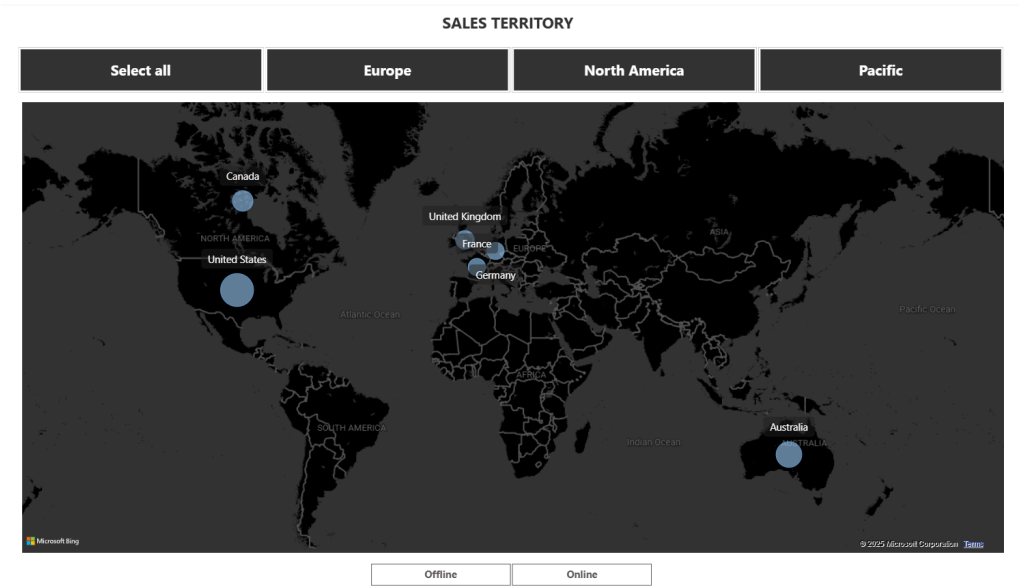 SALES TERRITORY
Select all
Europe
North America
Pacific
Canada
United Kingdom
NORTH AMERICA
ASIA
France
EUROPE
United States
Germany
Atlantic Ocean
Pacific Ocean
AFRICA
SOUTH AMERICA
Australia
Indian Ocean
AUSTRALIA
Microsoft Bing
© 2025 Microsoft Corporation Terms
Offline
Online